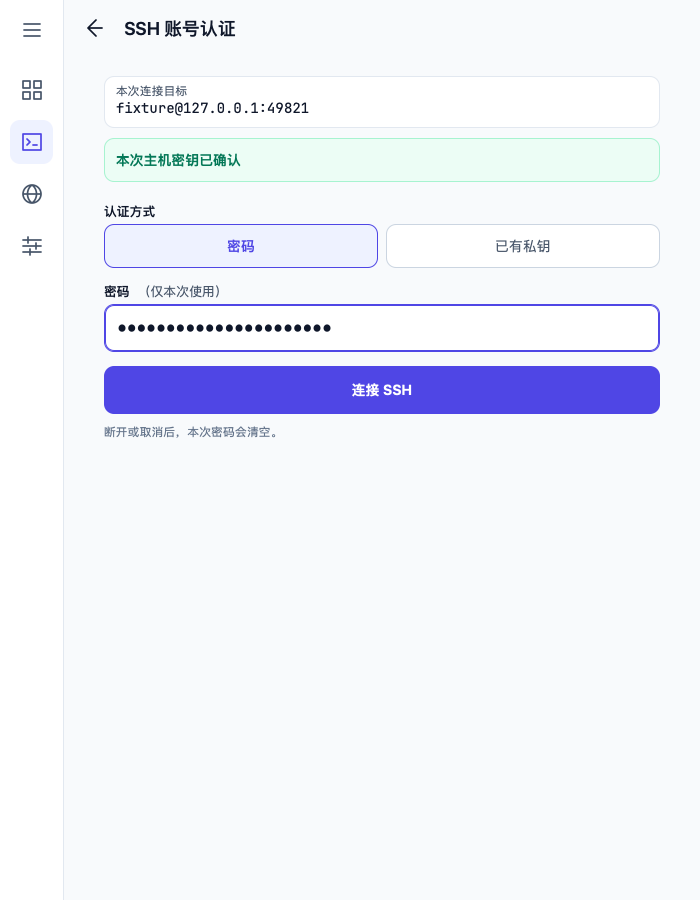 SSH 账号认证
本次连接目标
fixture@127.0.0.1:49821
本次主机密钥已确认
认证方式
密码
已有私钥
密码 （仅本次使用）
●●●●●●●●●●●●●●●●●●●●●●
连接 SSH
断开或取消后，本次密码会清空。